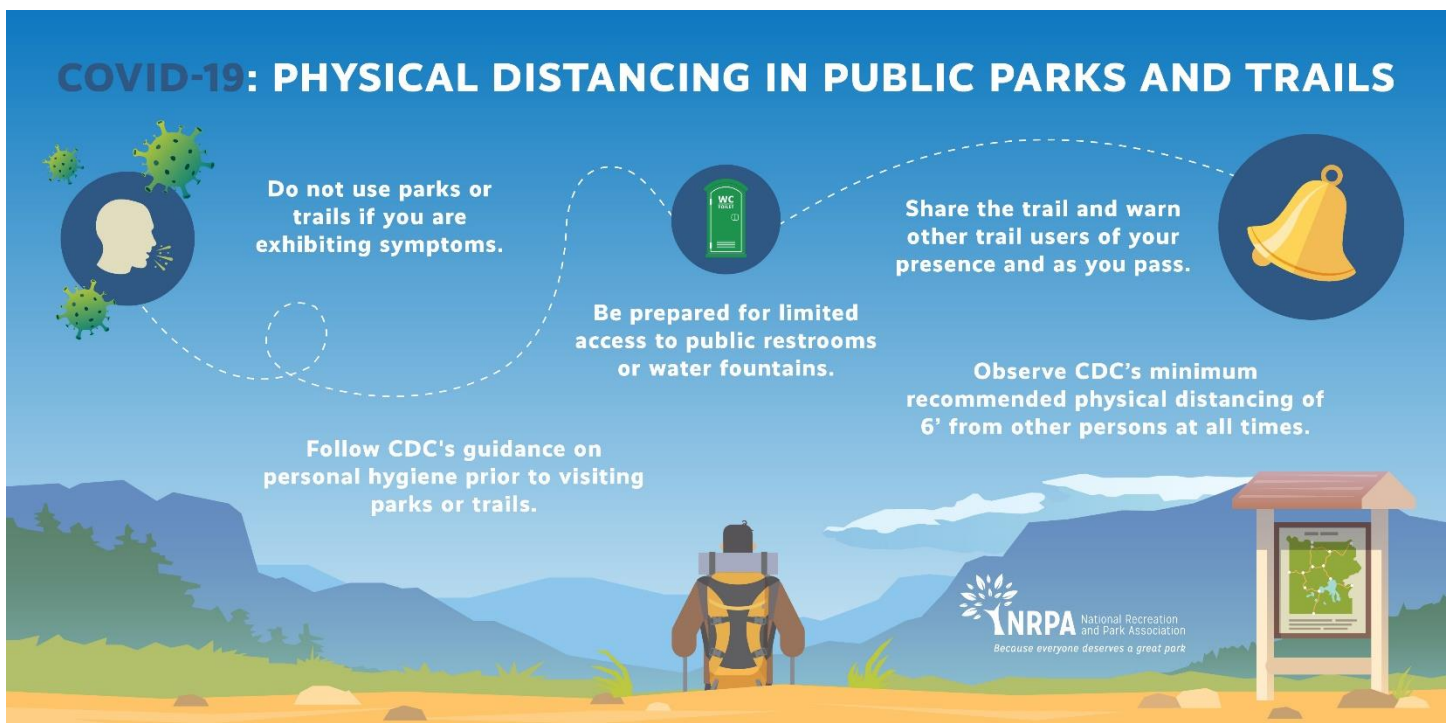 COVID-19: PHYSICAL DISTANCING IN PUBLIC PARKS AND TRAILS
Do not use parks or
trails if you are
exhibiting symptoms.
Follow CDC's guidance on
personal hygiene prior to visiting
parks or trails.
WC
TOILET
Be prepared for limited
access to public restrooms
or water fountains.
Share the trail and warn
other trail users of your
presence and as you pass.
Observe CDC’s minimum
recommended physical distancing of
6’ from other persons at all times.
NRPA National Recreation
and Park Association
Because everyone deserves a great park